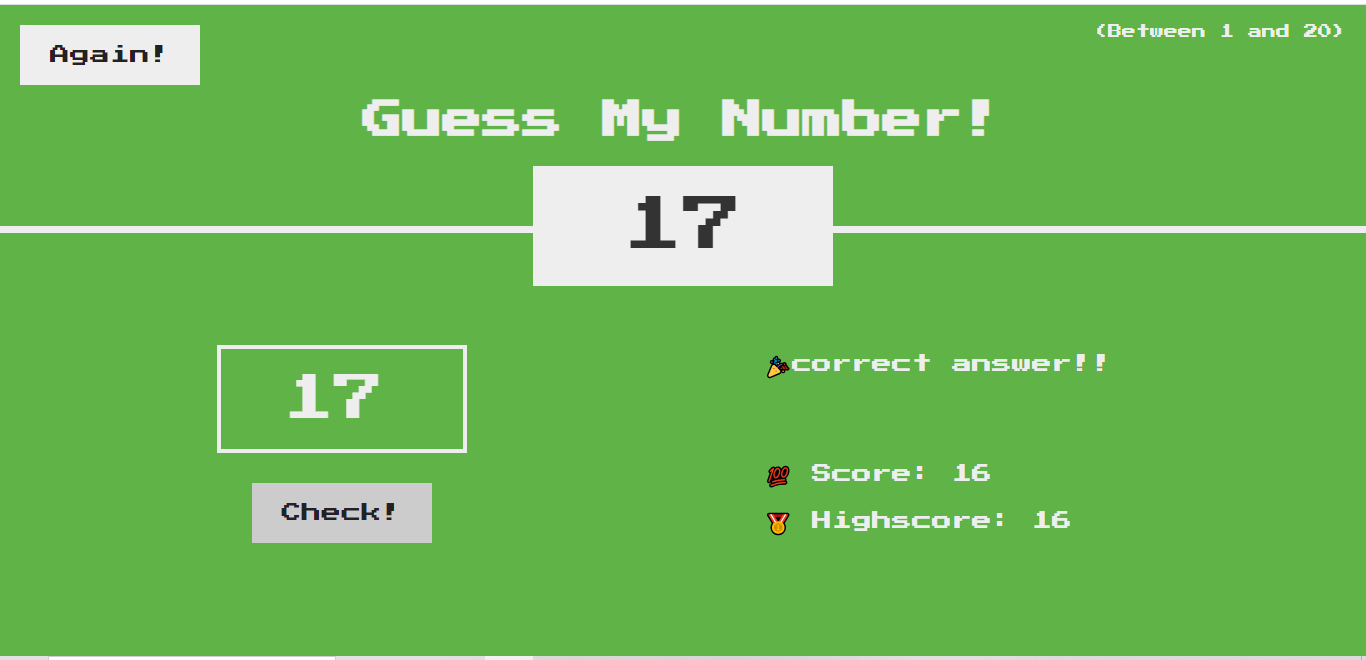 Again!
(Between 1 and 20)
Guess My Number!
17
17
Check!
🎉correct answer!!
💯 Score: 16
🥇 Highscore: 16